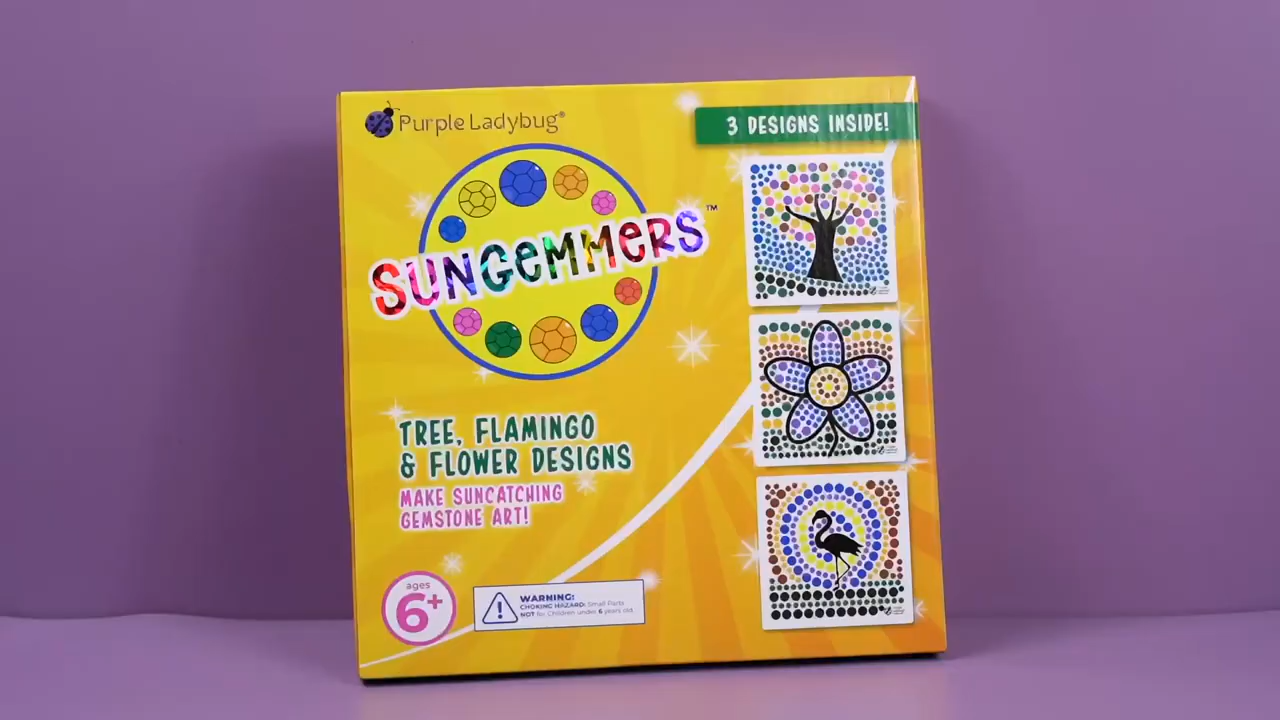 Purple Ladybug®
3 DESIGNS INSIDE!
SUNGEMMERS™
TREE, FLAMINGO
& FLOWER DESIGNS
MAKE SUNCATCHING
GEMSTONE ART!
ages
6+
WARNING:
CHOKING HAZARD: Small Parts
NOT for Children under 6 years old.